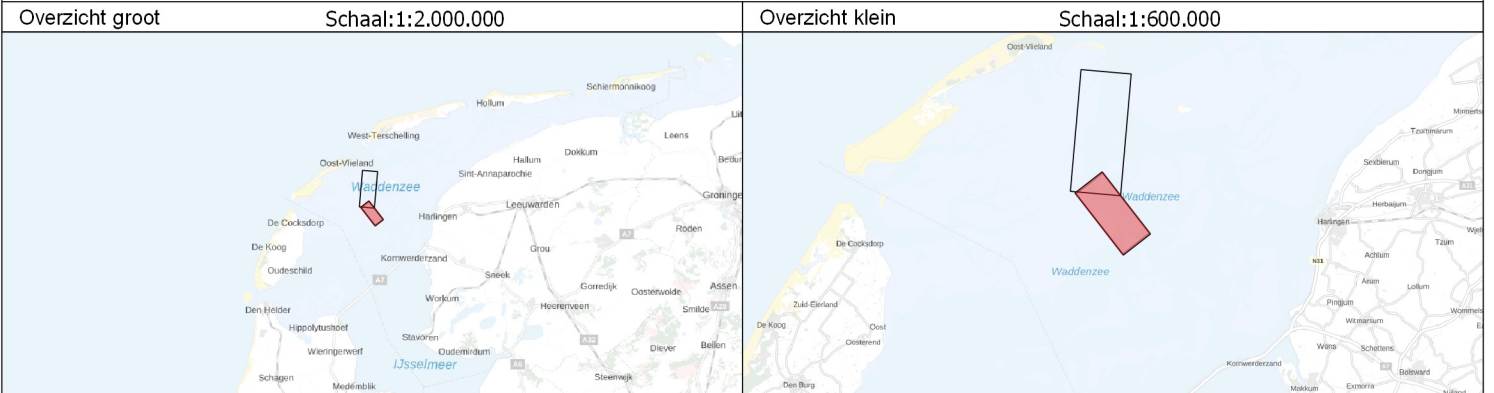 Overzicht groot
Schaal:1:2.000.000
Overzicht klein
Schaal:1:600.000
Schiermonnikoog
Hollum
West-Terschelling
Leens
Dokkum
Hallum
Oost-Vlieland
Sint-Annaparochie
Waddenzee
Leeuwarden
Harlingen
De Cocksdorp
Roden
A7
De Koog
Grou
Kornwerderzand
Oudeschild
Sneek
A7
Gorredijk
Oosterwolde
Assen
Workum
Heerenveen
Smilde
Den Helder
Hippolytushoef
Stavoren
Wieringerwerf
Oudemirdum
Diever
Beilen
IJsselmeer
Schagen
Medemblik
Steenwijk
Oost-Vlieland
Tzummarum
Sexbierum
Dongjum
Waddenzee
Herbaijum
Harlingen
De Cocksdorp
Tzum
Achlum
N31
Waddenzee
Arum
Lollum
Zuid-Eierland
Pingjum
Witmarsum
De Koog
Oost
Oosterend
Wons
Schettens
Kornwerderzand
A7
Bolsward
Den Burg
Makkum
Exmorra